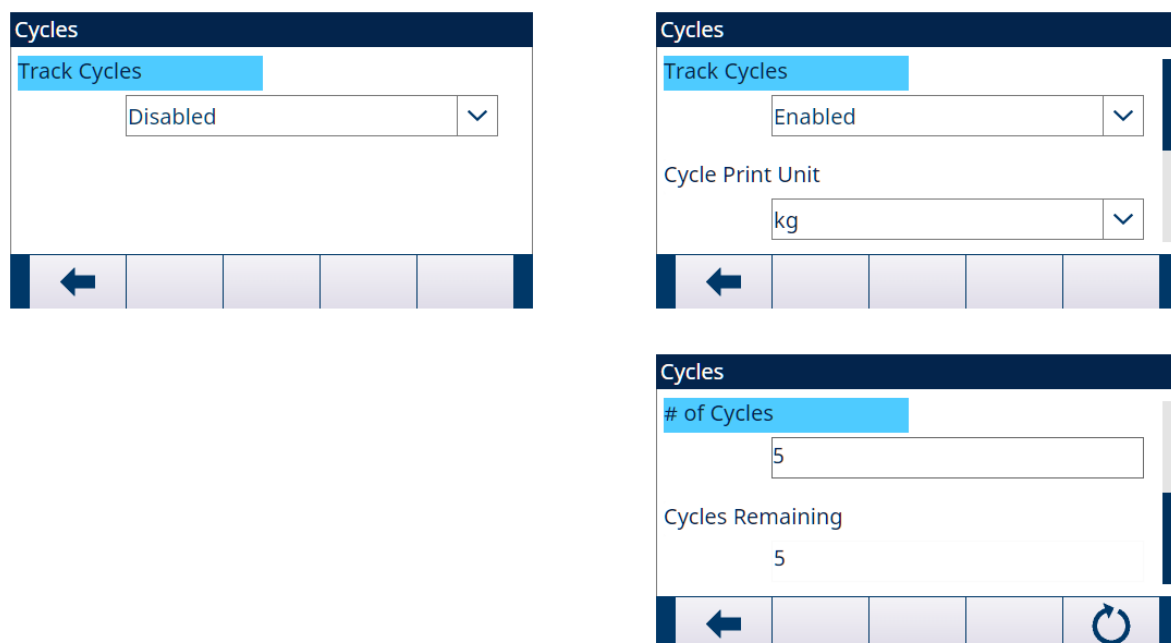 Cycles
Track Cycles
Disabled
Cycles
Track Cycles
Enabled
Cycle Print Unit
kg
Cycles
# of Cycles
5
Cycles Remaining
5